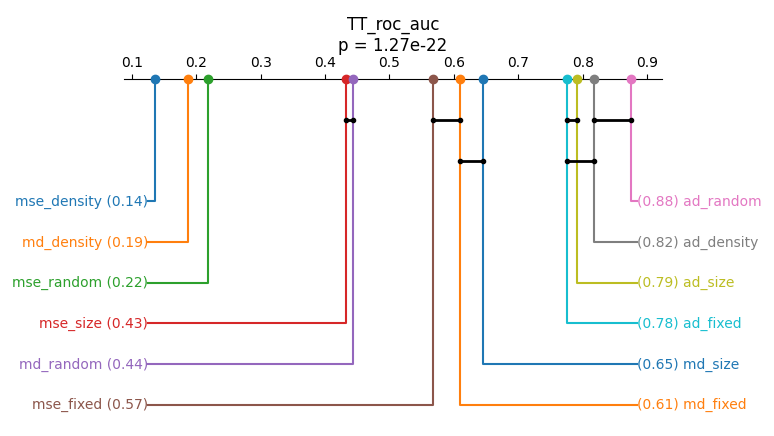 TT_roc_auc
p = 1.27e-22
0.1 0.2 0.3 0.4 0.5 0.6 0.7 0.8 0.9
mse_density (0.14) (0.88) ad_random
md_density (0.19) (0.82) ad_density
mse_random (0.22) (0.79) ad_size
mse_size (0.43) (0.78) ad_fixed
md_random (0.44) (0.65) md_size
mse_fixed (0.57) (0.61) md_fixed